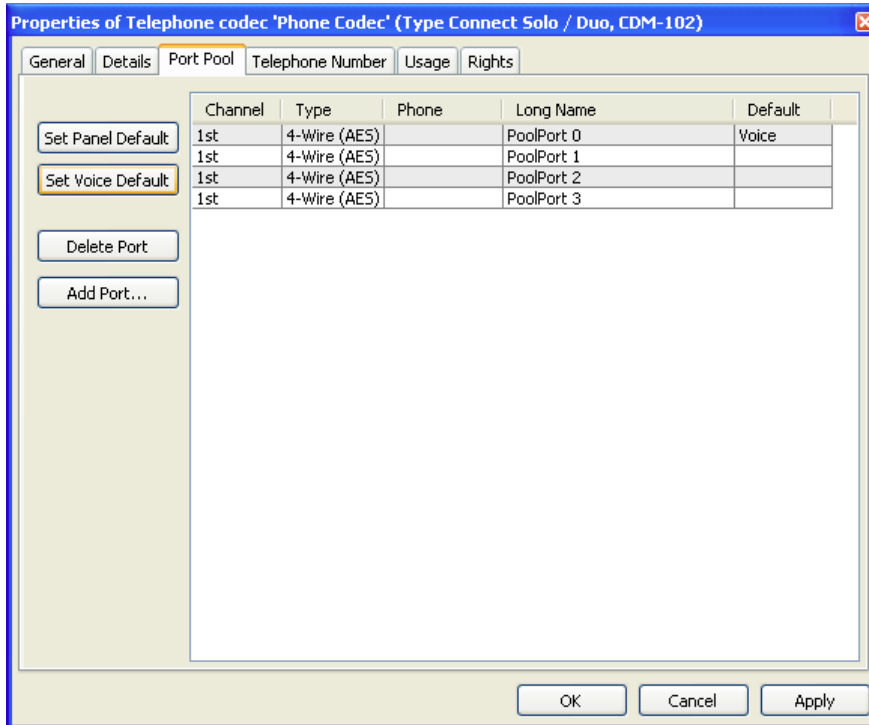 Properties of Telephone codec 'Phone Codec' (Type Connect Solo / Duo, CDM-102)
General Details Port Pool Telephone Number Usage Rights
Channel Type Phone Long Name Default
Set Panel Default
1st 4-Wire (AES) PoolPort 0 Voice
1st 4-Wire (AES) PoolPort 1
Set Voice Default
1st 4-Wire (AES) PoolPort 2
1st 4-Wire (AES) PoolPort 3
Delete Port
Add Port...
OK Cancel Apply